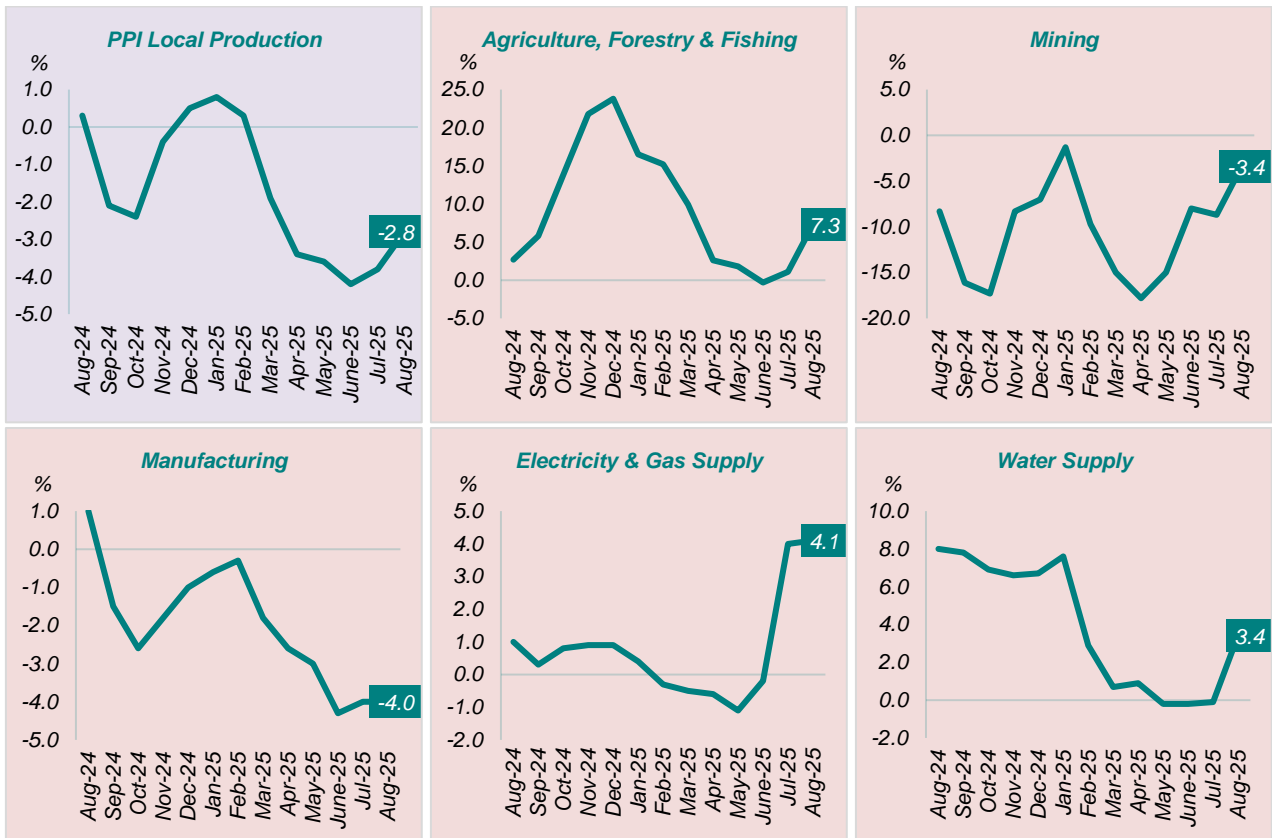 PPI Local Production
%
1.0
0.0
-1.0
-2.0
-3.0
-4.0
-5.0
-2.8
Aug-24
Sep-24
Oct-24
Nov-24
Dec-24
Jan-25
Feb-25
Mar-25
Apr-25
May-25
June-25
Jul-25
Aug-25
Agriculture, Forestry & Fishing
%
25.0
20.0
15.0
10.0
5.0
0.0
-5.0
7.3
Aug-24
Sep-24
Oct-24
Nov-24
Dec-24
Jan-25
Feb-25
Mar-25
Apr-25
May-25
June-25
Jul-25
Aug-25
Mining
%
5.0
0.0
-5.0
-10.0
-15.0
-20.0
-3.4
Aug-24
Sep-24
Oct-24
Nov-24
Dec-24
Jan-25
Feb-25
Mar-25
Apr-25
May-25
June-25
Jul-25
Aug-25
Manufacturing
%
1.0
0.0
-1.0
-2.0
-3.0
-4.0
-5.0
-4.0
Aug-24
Sep-24
Oct-24
Nov-24
Dec-24
Jan-25
Feb-25
Mar-25
Apr-25
May-25
June-25
Jul-25
Aug-25
Electricity & Gas Supply
%
5.0
4.0
3.0
2.0
1.0
0.0
-1.0
-2.0
4.1
Aug-24
Sep-24
Oct-24
Nov-24
Dec-24
Jan-25
Feb-25
Mar-25
Apr-25
May-25
June-25
Jul-25
Aug-25
Water Supply
%
10.0
8.0
6.0
4.0
2.0
0.0
-2.0
3.4
Aug-24
Sep-24
Oct-24
Nov-24
Dec-24
Jan-25
Feb-25
Mar-25
Apr-25
May-25
June-25
Jul-25
Aug-25